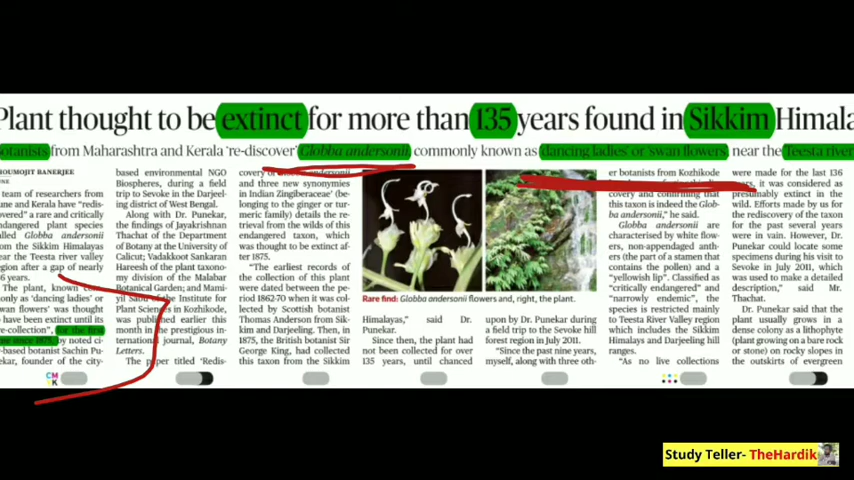 Plant thought to be extinct for more than 135 years found in Sikkim Himala
otanists from Maharashtra and Kerala ‘re-discover’ Globba andersonii, commonly known as ‘dancing ladies’ or ‘swan flowers’, near the Teesta river
HOUMOJIT BANERJEE
UNE
team of researchers from
une and Kerala have “redis-
overed” a rare and critically
ndangered plant species
alled Globba andersonii
om the Sikkim Himalayas
ear the Teesta river valley
egion after a gap of nearly
6 years.
The plant, known com-
only as ‘dancing ladies’ or
wan flowers’ was thought
have been extinct until its
e-collection”, for the first
me since 1875, by noted ci-
-based botanist Sachin Pu-
ekar, founder of the city-
based environmental NGO
Biospheres, during a field
trip to Sevoke in the Darjeel-
ing district of West Bengal.
Along with Dr. Punekar,
the findings of Jayakrishnan
Thachat of the Department
of Botany at the University of
Calicut; Vadakkoot Sankaran
Hareesh of the plant taxono-
my division of the Malabar
Botanical Garden; and Mami-
yil Sabu of the Institute for
Plant Sciences in Kozhikode,
was published earlier this
month in the prestigious in-
ternational journal, Botany
Letters.
The paper titled ‘Redis-
covery of Globba andersonii
and three new synonymies
in Indian Zingiberaceae’ (be-
longing to the ginger or tur-
meric family) details the re-
trieval from the wilds of this
endangered taxon, which
was thought to be extinct af-
ter 1875.
“The earliest records of
the collection of this plant
were dated between the pe-
riod 1862-70 when it was col-
lected by Scottish botanist
Thomas Anderson from Sik-
kim and Darjeeling. Then, in
1875, the British botanist Sir
George King, had collected
this taxon from the Sikkim
Rare find: Globba andersonii flowers and, right, the plant.
Himalayas,” said Dr.
Punekar.
Since then, the plant had
not been collected for over
135 years, until chanced
upon by Dr. Punekar during
a field trip to the Sevoke hill
forest region in July 2011.
“Since the past nine years,
myself, along with three oth-
er botanists from Kozhikode
covery and confirming that
this taxon is indeed the Glob-
ba andersonii,” he said.
Globba andersonii are
characterised by white flow-
ers, non-appendaged anth-
ers (the part of a stamen that
contains the pollen) and a
“yellowish lip”. Classified as
“critically endangered” and
“narrowly endemic”, the
species is restricted mainly
to Teesta River Valley region
which includes the Sikkim
Himalayas and Darjeeling hill
ranges.
“As no live collections
were made for the last 136
years, it was considered as
presumably extinct in the
wild. Efforts made by us for
the rediscovery of the taxon
for the past several years
were in vain. However, Dr.
Punekar could locate some
specimens during his visit to
Sevoke in July 2011, which
was used to make a detailed
description,” said Mr.
Thachat.
Dr. Punekar said that the
plant usually grows in a
dense colony as a lithophyte
(plant growing on a bare rock
or stone) on rocky slopes in
the outskirts of evergreen
CM
YK
Study Teller- TheHardik